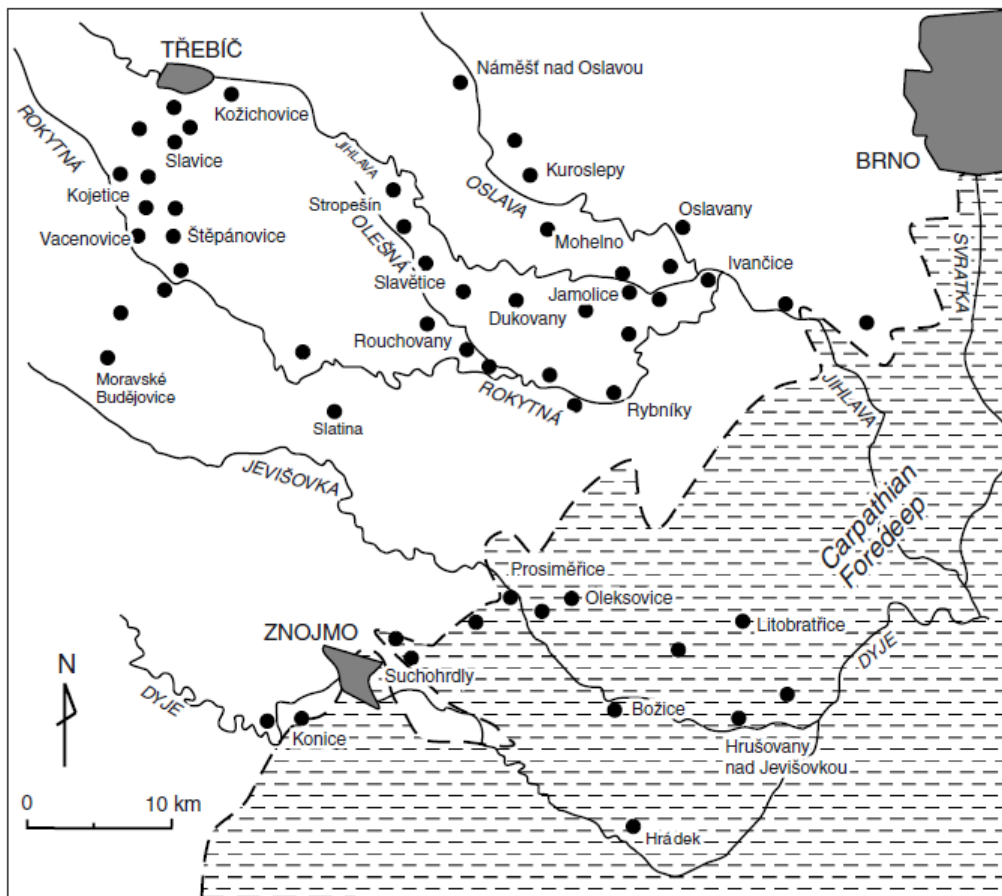 TŘEBÍČ
Náměšť nad Oslavou
Kožichovice
ROKYTNÁ
BRNO
Slavice
JIHLAVA
Kuroslepy
Kojetice
OSLAVA
Stropešín
Oslavany
Vacenovice
Štěpánovice
OLEŠNÁ
Mohelno
SVRATKA
Ivančice
Slavětice
Jamolice
Dukovany
Rouchovany
Moravské
Budějovice
ROKYTNÁ
Rybníky
JIHLAVA
Slatina
JEVIŠOVKA
Carpathian
Foredeep
Prosiměřice
Oleksovice
ZNOJMO
Litobratřice
N
Suchohrdly
DYJE
DYJE
Božice
Konice
Hrušovany
nad Jevišovkou
0 10 km
Hrádek